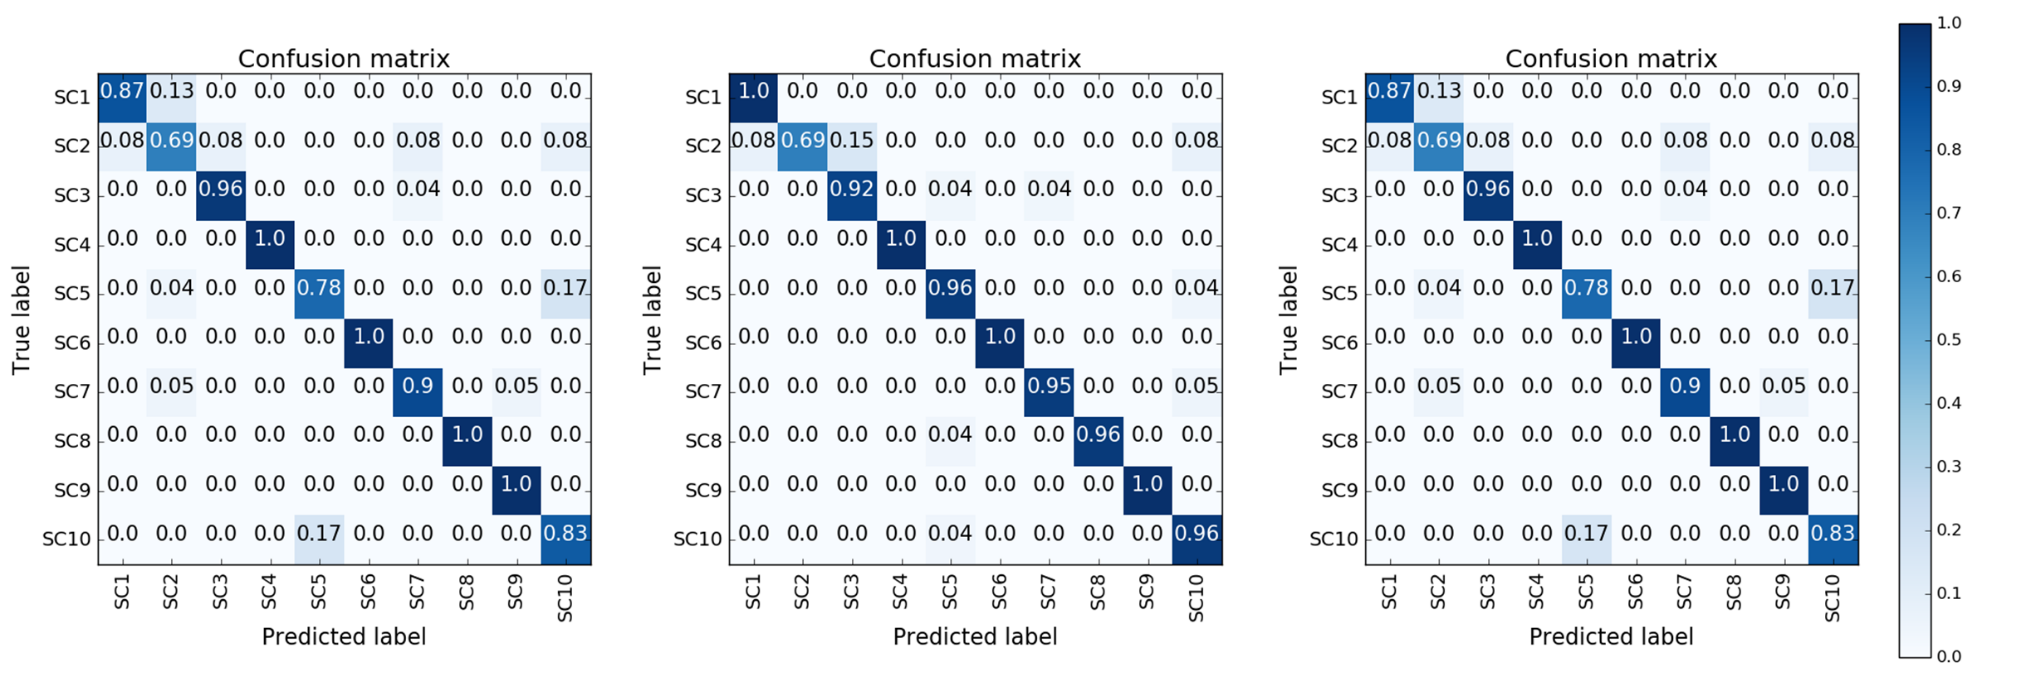 Confusion matrix
True label
SC1 0.87 0.13 0.0 0.0 0.0 0.0 0.0 0.0 0.0 0.0
SC2 0.08 0.69 0.08 0.0 0.0 0.0 0.08 0.0 0.0 0.08
SC3 0.0 0.0 0.96 0.0 0.0 0.0 0.04 0.0 0.0 0.0
SC4 0.0 0.0 0.0 1.0 0.0 0.0 0.0 0.0 0.0 0.0
SC5 0.0 0.04 0.0 0.0 0.78 0.0 0.0 0.0 0.0 0.17
SC6 0.0 0.0 0.0 0.0 0.0 1.0 0.0 0.0 0.0 0.0
SC7 0.0 0.05 0.0 0.0 0.0 0.0 0.9 0.0 0.05 0.0
SC8 0.0 0.0 0.0 0.0 0.0 0.0 0.0 1.0 0.0 0.0
SC9 0.0 0.0 0.0 0.0 0.0 0.0 0.0 0.0 1.0 0.0
SC10 0.0 0.0 0.0 0.0 0.17 0.0 0.0 0.0 0.0 0.83
SC1 SC2 SC3 SC4 SC5 SC6 SC7 SC8 SC9 SC10
Predicted label
Confusion matrix
True label
SC1 1.0 0.0 0.0 0.0 0.0 0.0 0.0 0.0 0.0 0.0
SC2 0.08 0.69 0.15 0.0 0.0 0.0 0.0 0.0 0.0 0.08
SC3 0.0 0.0 0.92 0.0 0.04 0.0 0.04 0.0 0.0 0.0
SC4 0.0 0.0 0.0 1.0 0.0 0.0 0.0 0.0 0.0 0.0
SC5 0.0 0.0 0.0 0.0 0.96 0.0 0.0 0.0 0.0 0.04
SC6 0.0 0.0 0.0 0.0 0.0 1.0 0.0 0.0 0.0 0.0
SC7 0.0 0.0 0.0 0.0 0.0 0.0 0.95 0.0 0.0 0.05
SC8 0.0 0.0 0.0 0.0 0.04 0.0 0.0 0.96 0.0 0.0
SC9 0.0 0.0 0.0 0.0 0.0 0.0 0.0 0.0 1.0 0.0
SC10 0.0 0.0 0.0 0.0 0.04 0.0 0.0 0.0 0.0 0.96
SC1 SC2 SC3 SC4 SC5 SC6 SC7 SC8 SC9 SC10
Predicted label
Confusion matrix
True label
SC1 0.87 0.13 0.0 0.0 0.0 0.0 0.0 0.0 0.0 0.0
SC2 0.08 0.69 0.08 0.0 0.0 0.0 0.08 0.0 0.0 0.08
SC3 0.0 0.0 0.96 0.0 0.0 0.0 0.04 0.0 0.0 0.0
SC4 0.0 0.0 0.0 1.0 0.0 0.0 0.0 0.0 0.0 0.0
SC5 0.0 0.04 0.0 0.0 0.78 0.0 0.0 0.0 0.0 0.17
SC6 0.0 0.0 0.0 0.0 0.0 1.0 0.0 0.0 0.0 0.0
SC7 0.0 0.05 0.0 0.0 0.0 0.0 0.9 0.0 0.05 0.0
SC8 0.0 0.0 0.0 0.0 0.0 0.0 0.0 1.0 0.0 0.0
SC9 0.0 0.0 0.0 0.0 0.0 0.0 0.0 0.0 1.0 0.0
SC10 0.0 0.0 0.0 0.0 0.17 0.0 0.0 0.0 0.0 0.83
SC1 SC2 SC3 SC4 SC5 SC6 SC7 SC8 SC9 SC10
Predicted label
1.0
0.9
0.8
0.7
0.6
0.5
0.4
0.3
0.2
0.1
0.0